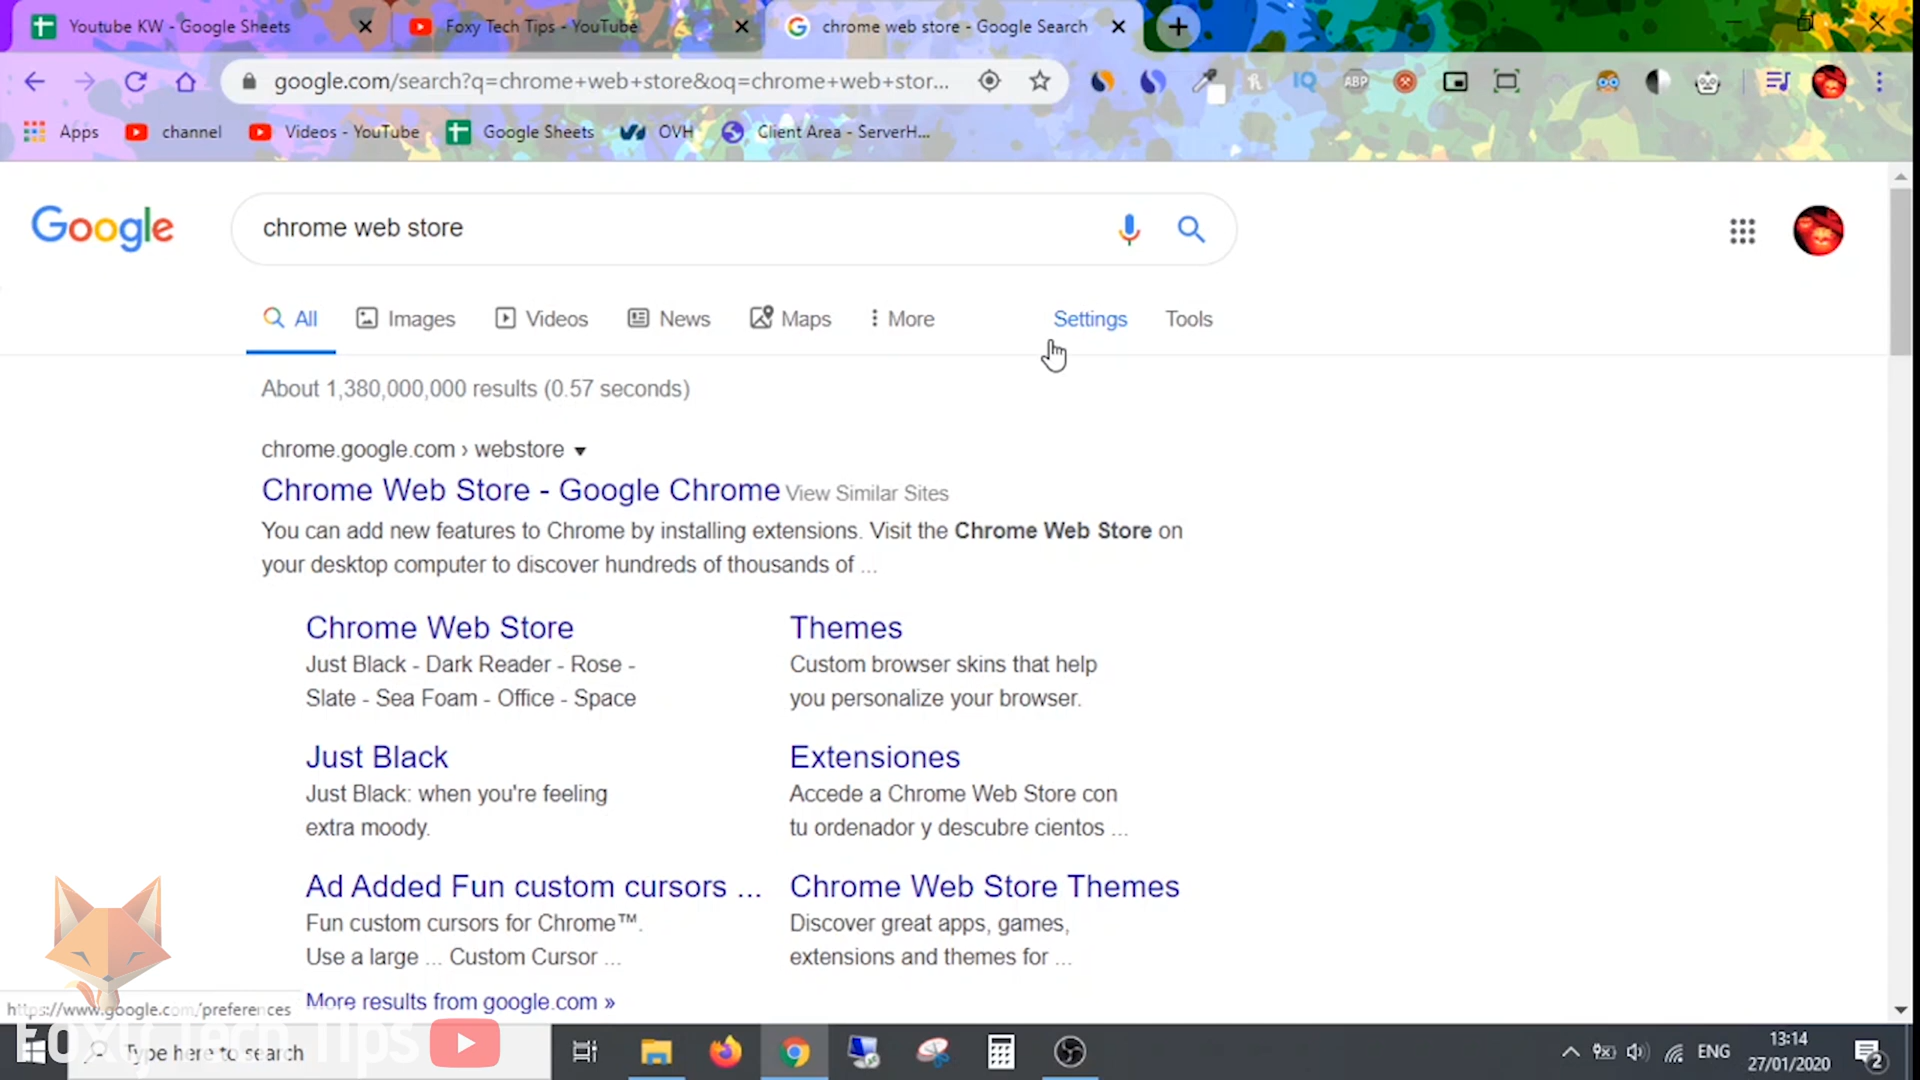 Youtube KW - Google Sheets
Foxy Tech Tips - YouTube
chrome web store - Google Search
google.com/search?q=chrome+web+store&oq=chrome+web+stor...
IQ
ABP
Apps
channel
Videos - YouTube
Google Sheets
OVH
Client Area - ServerH...
Google
chrome web store
All
Images
Videos
News
Maps
More
Settings
Tools
About 1,380,000,000 results (0.57 seconds)
chrome.google.com › webstore
Chrome Web Store - Google Chrome View Similar Sites
You can add new features to Chrome by installing extensions. Visit the Chrome Web Store on
your desktop computer to discover hundreds of thousands of ...
Chrome Web Store
Just Black - Dark Reader - Rose -
Slate - Sea Foam - Office - Space
Themes
Custom browser skins that help
you personalize your browser.
Just Black
Just Black: when you're feeling
extra moody.
Extensiones
Accede a Chrome Web Store con
tu ordenador y descubre cientos ...
Ad Added Fun custom cursors ...
Fun custom cursors for Chrome™.
Use a large ... Custom Cursor ...
Chrome Web Store Themes
Discover great apps, games,
extensions and themes for ...
More results from google.com »
https://www.google.com/preferences
Foxy Tech Tips
Type here to search
ENG
13:14
27/01/2020
2